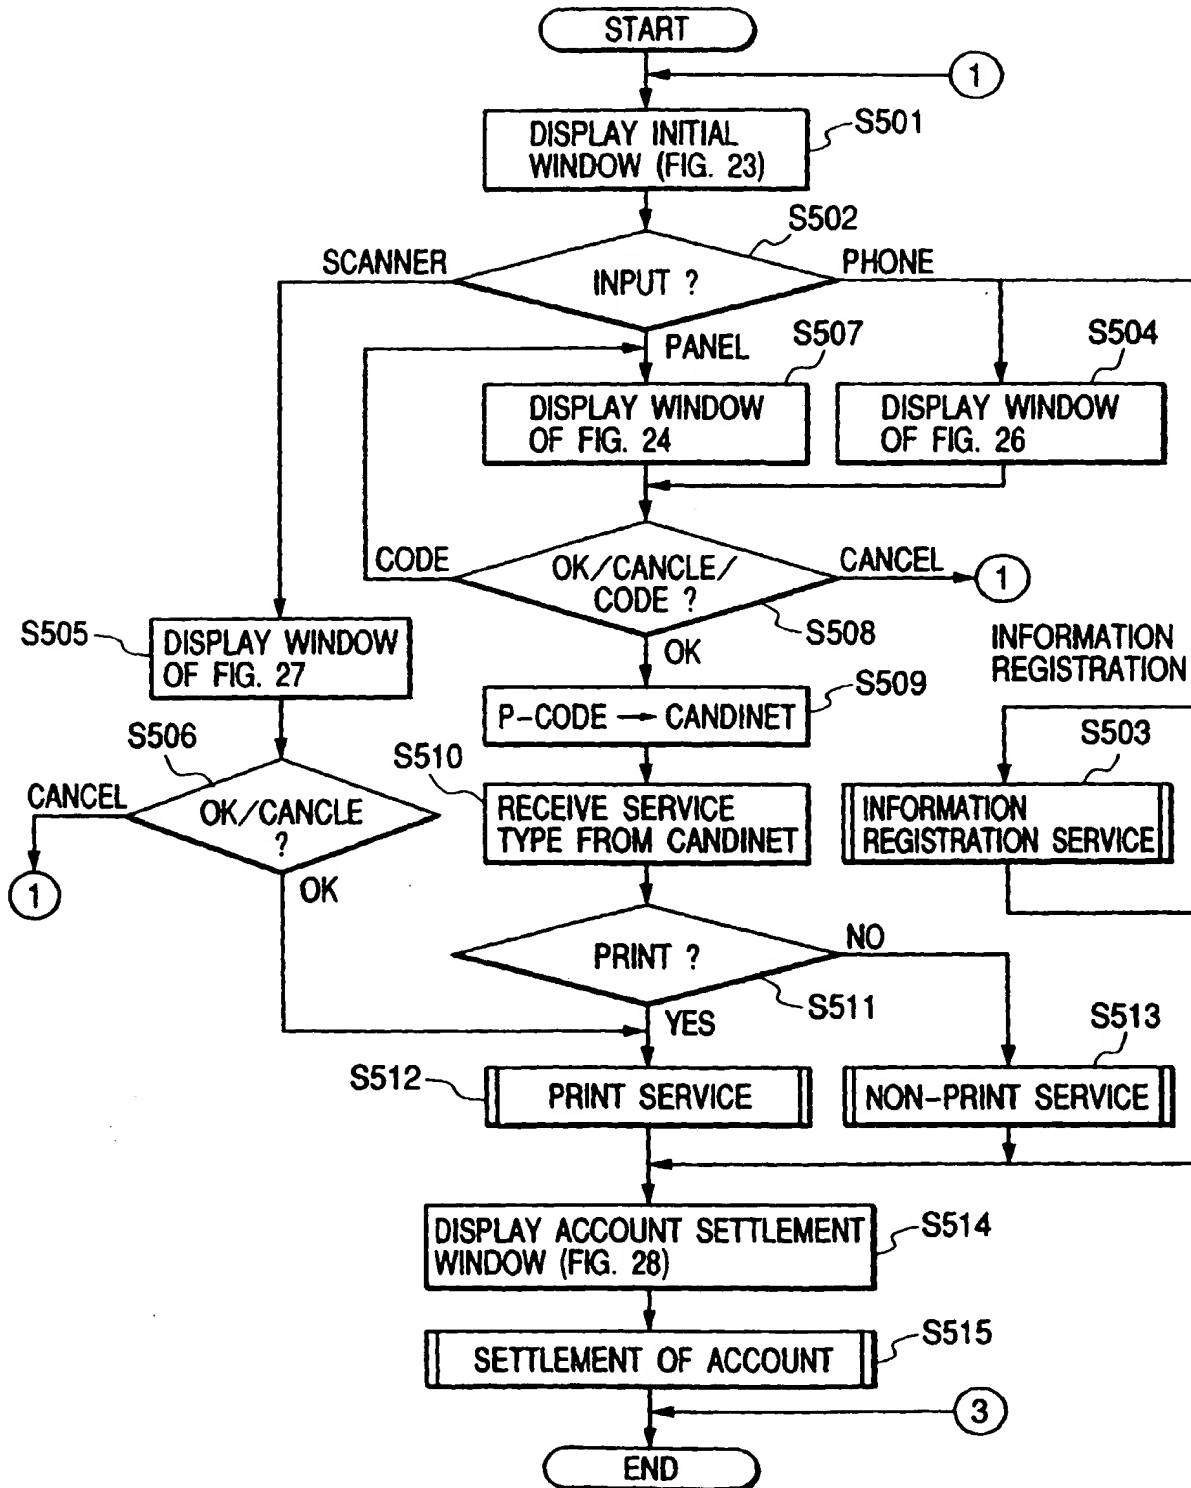 START
1
DISPLAY INITIAL
WINDOW (FIG. 23)
S501
S502
SCANNER
INPUT ?
PHONE
PANEL
S507
S504
DISPLAY WINDOW
OF FIG. 24
DISPLAY WINDOW
OF FIG. 26
CODE
OK/CANCLE/
CODE ?
CANCEL
1
S508
OK
S505
DISPLAY WINDOW
OF FIG. 27
INFORMATION
REGISTRATION
S509
P-CODE → CANDINET
S506
S510
S503
CANCEL
OK/CANCLE
?
RECEIVE SERVICE
TYPE FROM CANDINET
INFORMATION
REGISTRATION SERVICE
1
OK
PRINT ?
NO
S511
YES
S513
S512
PRINT SERVICE
NON-PRINT SERVICE
DISPLAY ACCOUNT SETTLEMENT
WINDOW (FIG. 28)
S514
S515
SETTLEMENT OF ACCOUNT
3
END